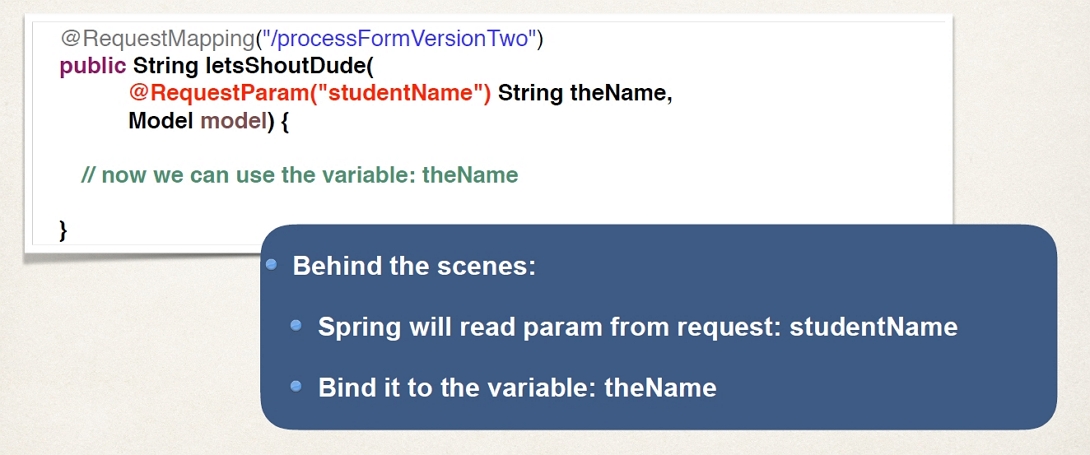 @RequestMapping("/processFormVersionTwo")
public String letsShoutDude(
@RequestParam("studentName") String theName,
Model model) {
// now we can use the variable: theName
}
Behind the scenes:
Spring will read param from request: studentName
Bind it to the variable: theName